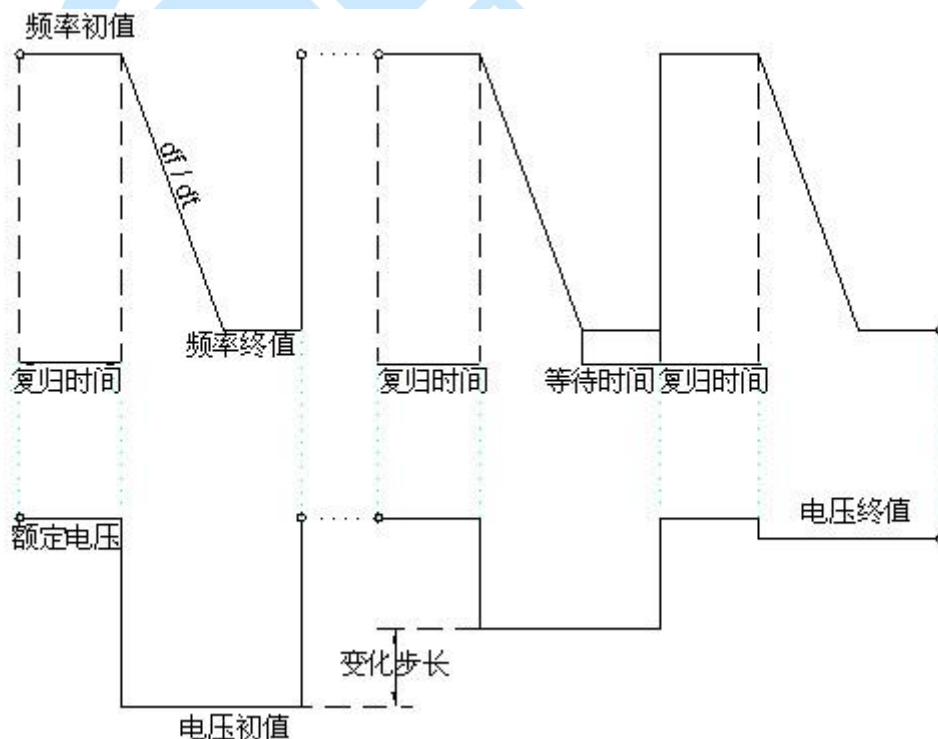 频率初值
df / dt
频率终值
复归时间
复归时间
等待时间
复归时间
额定电压
电压终值
变化步长
电压初值